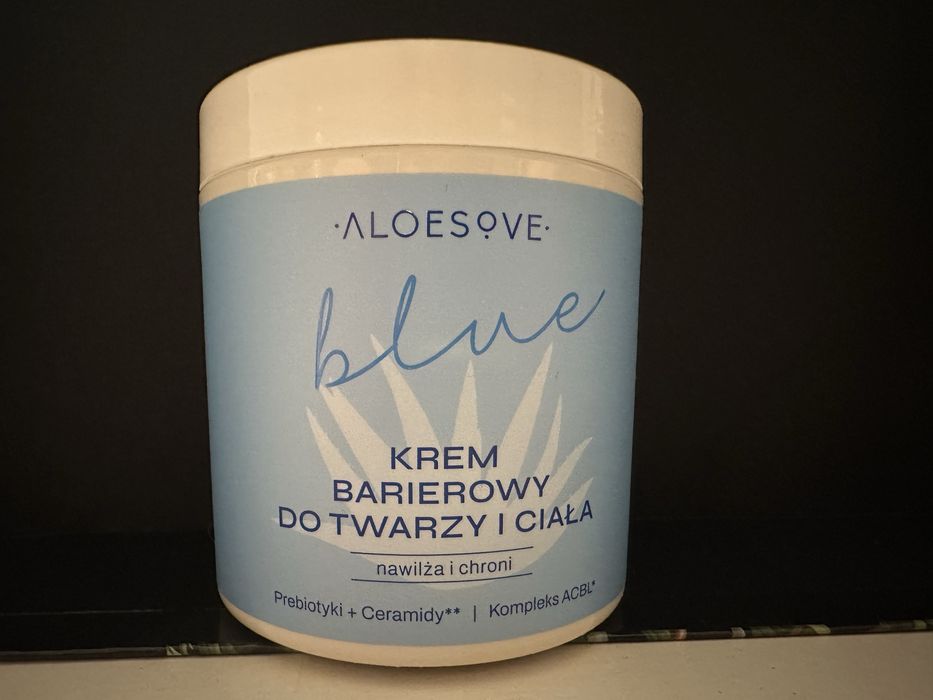 ·ALOESOVE·
blue
KREM
BARIEROWY
DO TWARZY I CIAŁA
nawilża i chroni
Prebiotyki + Ceramidy** | Kompleks ACBL*